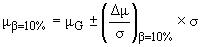 μβ=10% = μG ± (Δμ/σ)β=10% × σ